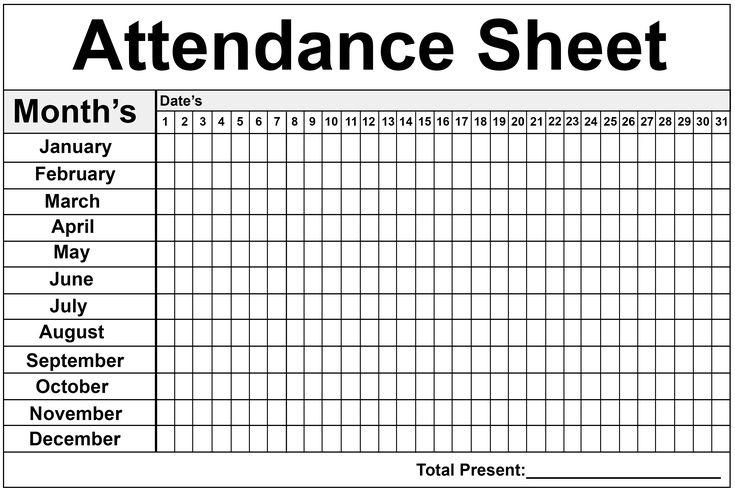 Attendance Sheet
Month's
Date's
1 2 3 4 5 6 7 8 9 10 11 12 13 14 15 16 17 18 19 20 21 22 23 24 25 26 27 28 29 30 31
January
February
March
April
May
June
July
August
September
October
November
December
Total Present: